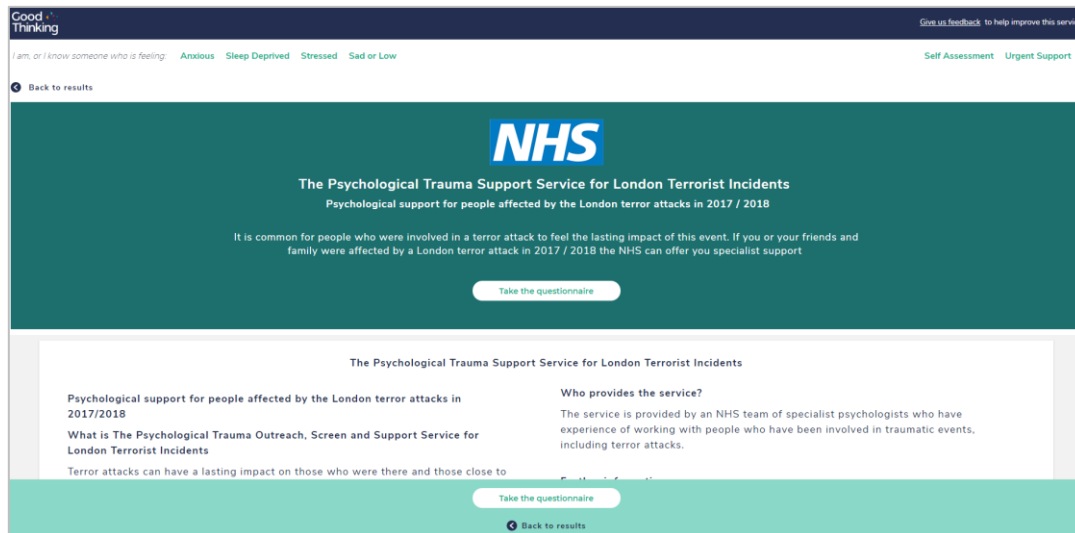 Good
Thinking
Give us feedback to help improve this servi
I am, or I know someone who is feeling: Anxious Sleep Deprived Stressed Sad or Low
Self Assessment Urgent Support
Back to results
NHS
The Psychological Trauma Support Service for London Terrorist Incidents
Psychological support for people affected by the London terror attacks in 2017 / 2018
It is common for people who were involved in a terror attack to feel the lasting impact of this event. If you or your friends and
family were affected by a London terror attack in 2017 / 2018 the NHS can offer you specialist support
Take the questionnaire
The Psychological Trauma Support Service for London Terrorist Incidents
Psychological support for people affected by the London terror attacks in
2017/2018
What is The Psychological Trauma Outreach, Screen and Support Service for
London Terrorist Incidents
Terror attacks can have a lasting impact on those who were there and those close to
Who provides the service?
The service is provided by an NHS team of specialist psychologists who have
experience of working with people who have been involved in traumatic events,
including terror attacks.
Take the questionnaire
Back to results